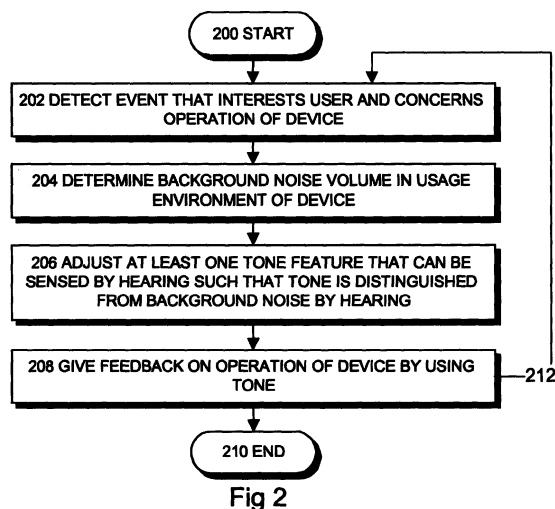 200 START
202 DETECT EVENT THAT INTERESTS USER AND CONCERNS
OPERATION OF DEVICE
204 DETERMINE BACKGROUND NOISE VOLUME IN USAGE
ENVIRONMENT OF DEVICE
206 ADJUST AT LEAST ONE TONE FEATURE THAT CAN BE
SENSED BY HEARING SUCH THAT TONE IS DISTINGUISHED
FROM BACKGROUND NOISE BY HEARING
208 GIVE FEEDBACK ON OPERATION OF DEVICE BY USING
TONE
212
210 END
Fig 2